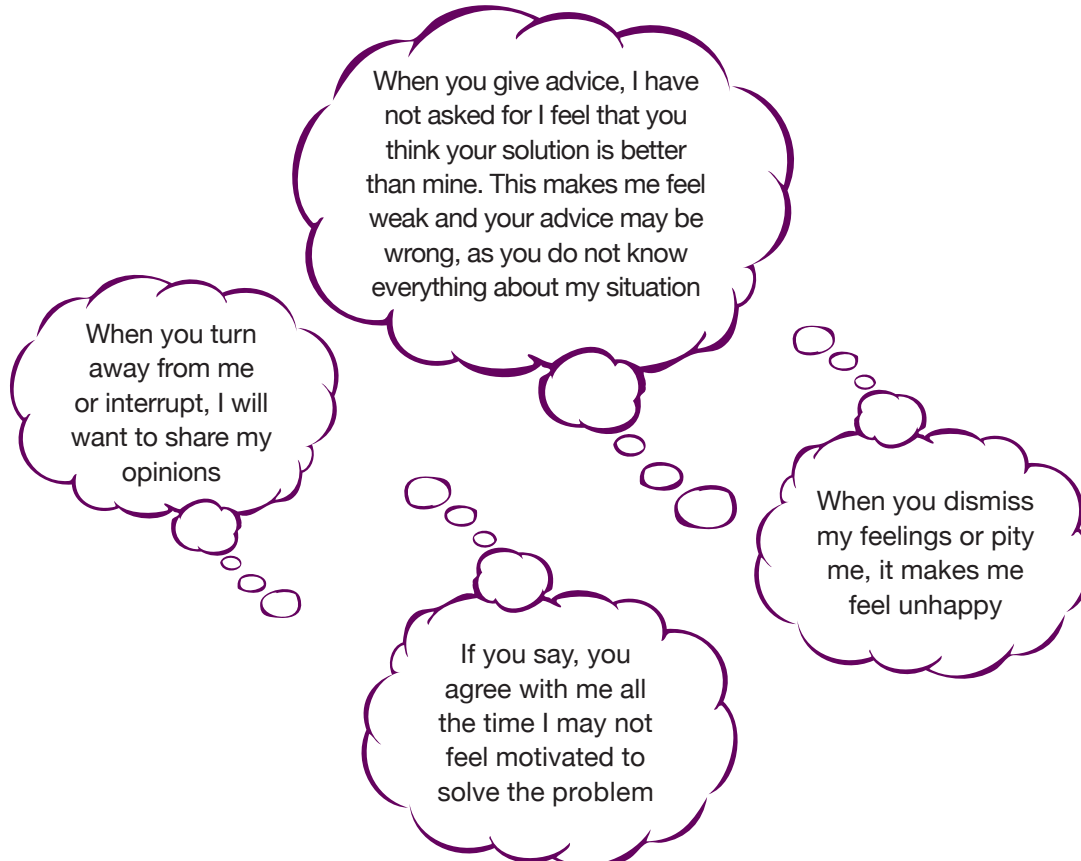 When you give advice, I have
not asked for I feel that you
think your solution is better
than mine. This makes me feel
weak and your advice may be
wrong, as you do not know
everything about my situation
When you turn
away from me
or interrupt, I will
want to share my
opinions
When you dismiss
my feelings or pity
me, it makes me
feel unhappy
If you say, you
agree with me all
the time I may not
feel motivated to
solve the problem